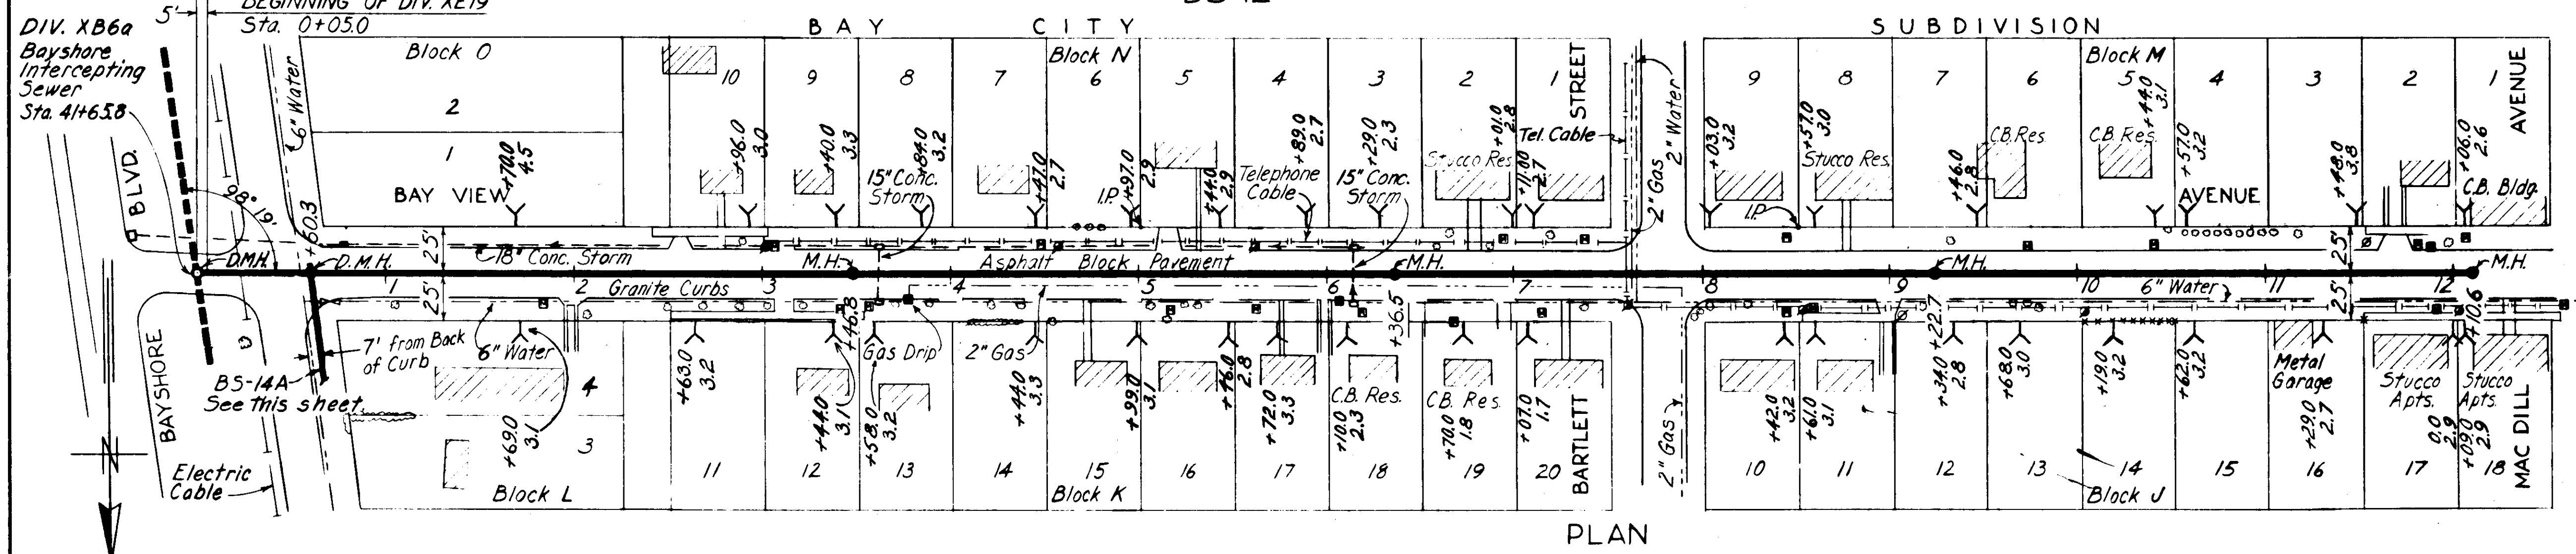 BEGINNING OF DIV. XE19
Sta. 0+05.0
5'
DIV. XB6a
Bayshore
Intercepting
Sewer
Sta. 41+65.8
BAY CITY SUBDIVISION
6" Water
Block O
2
1
BAY VIEW
+70.0
4.5
Block N
10
9
8
7
6
5
4
3
2
1
+96.0
3.0
+40.0
3.3
+84.0
3.2
+47.0
2.7
+97.0
2.9
+44.0
2.9
+89.0
2.7
+29.0
2.3
+01.0
2.8
+11.00
2.7
15" Conc.
Storm
I.P.
Telephone
Cable
15" Conc.
Storm
Stucco Res.
STREET
Tel. Cable
2" Gas
2" Water
Block M
9
8
7
6
5
4
3
2
1
+03.0
3.2
+57.0
3.0
+46.0
2.8
+44.0
3.1
+57.0
3.2
+48.0
3.8
+06.0
2.6
Stucco Res.
C.B. Res.
C.B. Res.
I.P.
AVENUE
C.B. Bldg.
AVENUE
BLVD.
98° 19'
+60.3
25'
18" Conc. Storm
D.M.H.
D.M.H.
M.H.
Asphalt Block Pavement
M.H.
M.H.
M.H.
25'
25'
25'
1
2
Granite Curbs
3
4
5
6
7
8
9
10
6" Water
11
12
+46.8
+36.5
+22.7
+10.6
BAYSHORE
7' from Back
of Curb
BS-14A
See this sheet
Electric
Cable
N
6" Water
4
3
+69.0
3.1
Block L
Gas Drip
2" Gas
+63.0
3.2
+44.0
3.1
+58.0
3.2
+44.0
3.3
+99.0
3.1
+46.0
2.8
+72.0
3.3
+10.0
2.3
+70.0
1.8
+07.0
1.7
C.B. Res.
C.B. Res.
11
12
13
14
15
16
17
18
19
20
Block K
BARTLETT
2" Gas
+42.0
3.2
+61.0
3.1
+34.0
2.8
+68.0
3.0
+19.0
3.2
+62.0
3.2
Metal
Garage
+29.0
2.7
Stucco
Apts.
0.0
2.9
Stucco
Apts.
+09.0
2.9
10
11
12
13
14
15
16
17
18
Block J
MAC DILL
PLAN